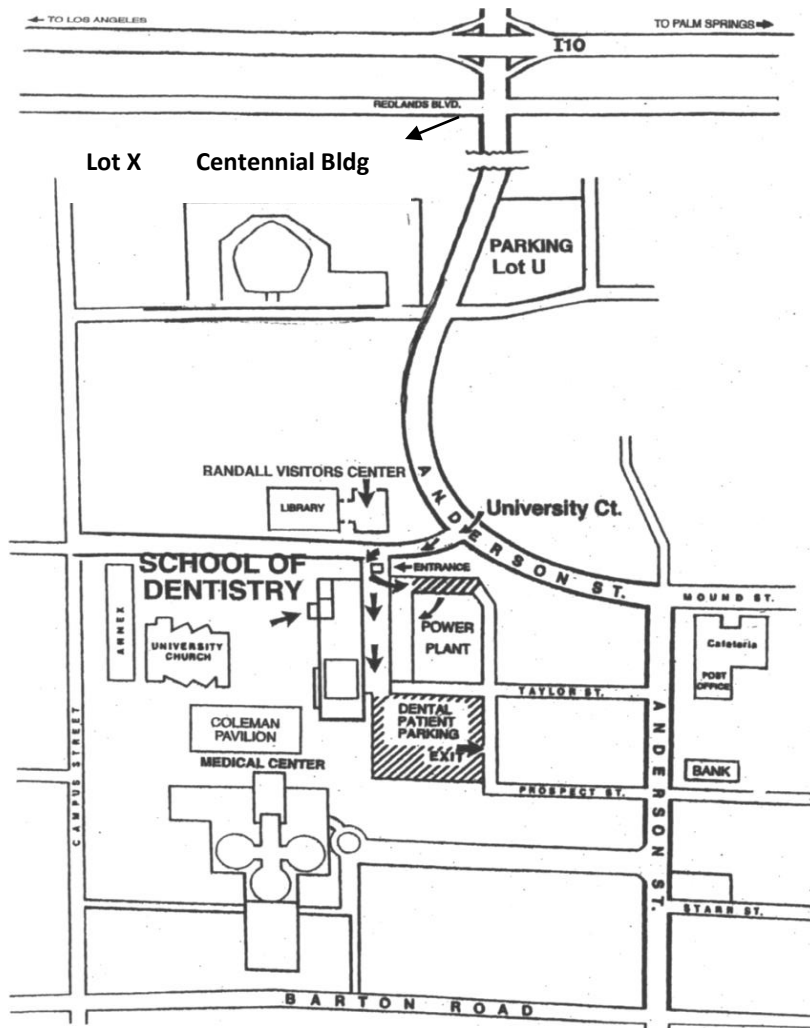 TO LOS ANGELES
TO PALM SPRINGS
I10
REDLANDS BLVD.
Lot X
Centennial Bldg
PARKING
Lot U
RANDALL VISITORS CENTER
LIBRARY
ANDERSON ST.
University Ct.
SCHOOL OF
DENTISTRY
ENTRANCE
MOUND ST.
ANNEX
UNIVERSITY
CHURCH
POWER
PLANT
Cafeteria
POST
OFFICE
TAYLOR ST.
DENTAL
PATIENT
PARKING
EXIT
COLEMAN
PAVILION
MEDICAL CENTER
BANK
PROSPECT ST.
CAMPUS STREET
ANDERSON ST.
STARR ST.
BARTON ROAD